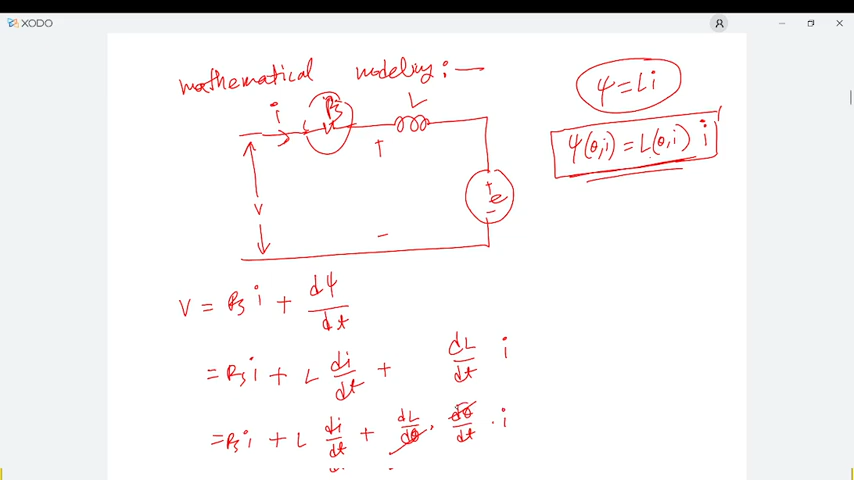 XODO
mathematical modeling : —
ψ = Li
i
Rs
L
ψ(θ,i) = L(θ,i) i
+
+
e
-
V
-
V = Rs i + dψ/dt
= Rs i + L di/dt + dL/dt i
= Rs i + L di/dt + dL/dθ · dθ/dt · i